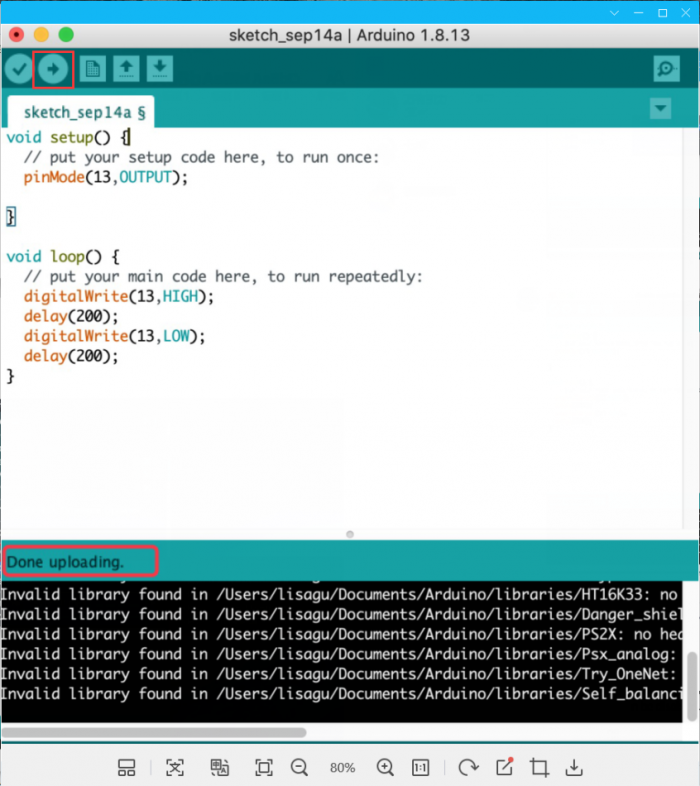 sketch_sep14a | Arduino 1.8.13
sketch_sep14a §
void setup() {
// put your setup code here, to run once:
pinMode(13,OUTPUT);
}
void loop() {
// put your main code here, to run repeatedly:
digitalWrite(13,HIGH);
delay(200);
digitalWrite(13,LOW);
delay(200);
}
Done uploading.
Invalid library found in /Users/lisagu/Documents/Arduino/libraries/HT16K33: no
Invalid library found in /Users/lisagu/Documents/Arduino/libraries/Danger_shiel
Invalid library found in /Users/lisagu/Documents/Arduino/libraries/PS2X: no hea
Invalid library found in /Users/lisagu/Documents/Arduino/libraries/Psx_analog:
Invalid library found in /Users/lisagu/Documents/Arduino/libraries/Try_OneNet:
Invalid library found in /Users/lisagu/Documents/Arduino/libraries/Self_balanci
80%
1:1